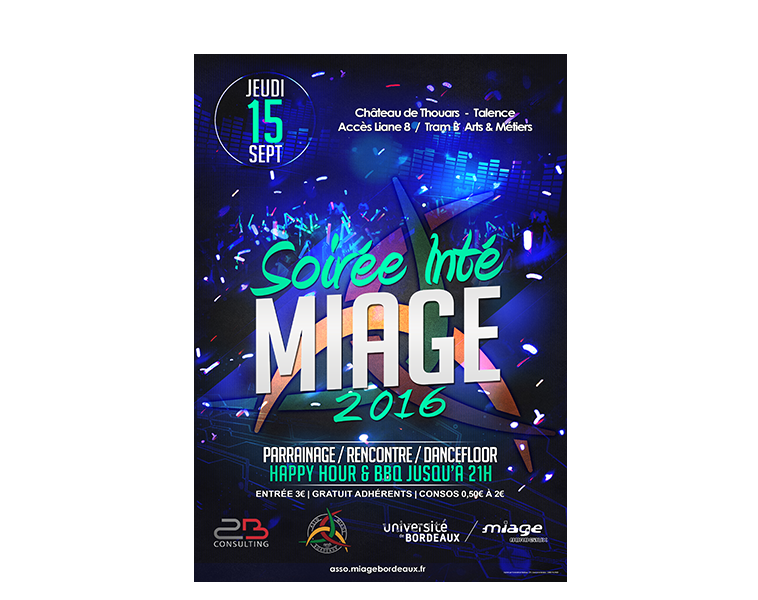 JEUDI
15
SEPT
Château de Thouars - Talence
Accès Liane 8 / Tram B Arts & Métiers
Soirée Inté
MIAGE
2016
PARRAINAGE / RENCONTRE / DANCEFLOOR
HAPPY HOUR & BBQ JUSQU'À 21H
ENTRÉE 3€ | GRATUIT ADHÉRENTS | CONSOS 0,50€ À 2€
2B
CONSULTING
université
de BORDEAUX
miage
asso.miagebordeaux.fr